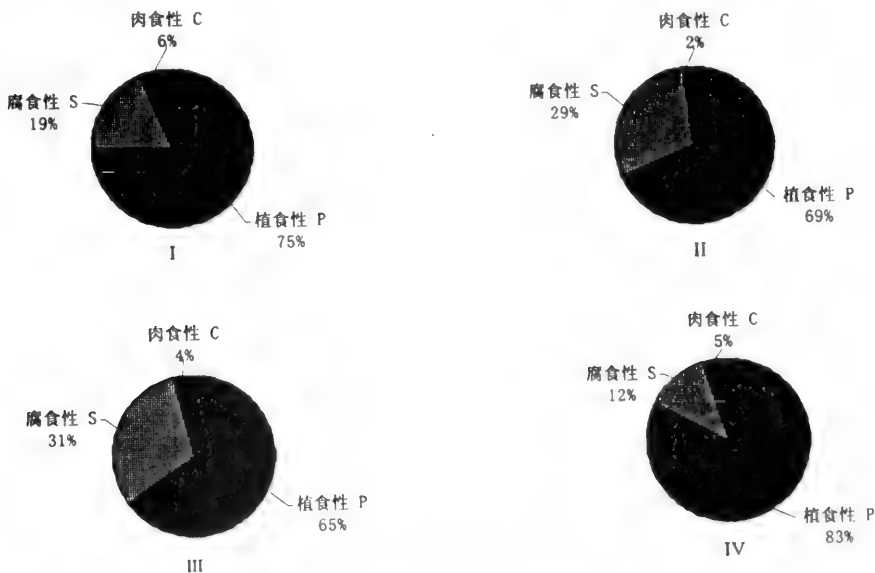 肉食性 C
6%
腐食性 S
19%
植食性 P
75%
I
肉食性 C
2%
腐食性 S
29%
植食性 P
69%
II
肉食性 C
4%
腐食性 S
31%
植食性 P
65%
III
肉食性 C
5%
腐食性 S
12%
植食性 P
83%
IV